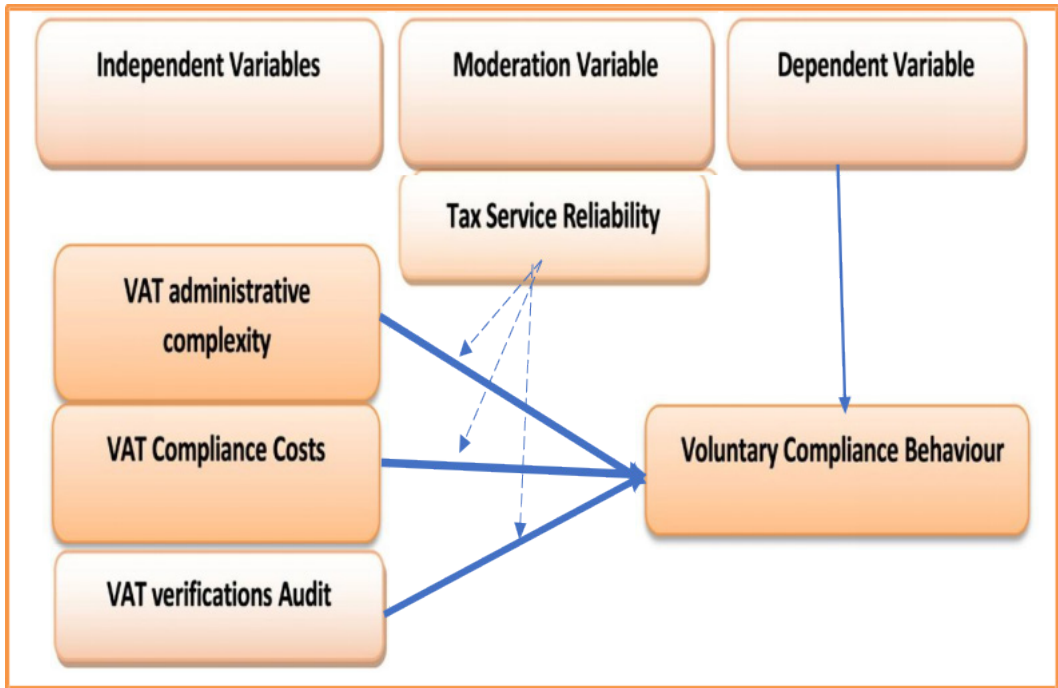 Independent Variables
Moderation Variable
Dependent Variable
Tax Service Reliability
VAT administrative
complexity
VAT Compliance Costs
Voluntary Compliance Behaviour
VAT verifications Audit